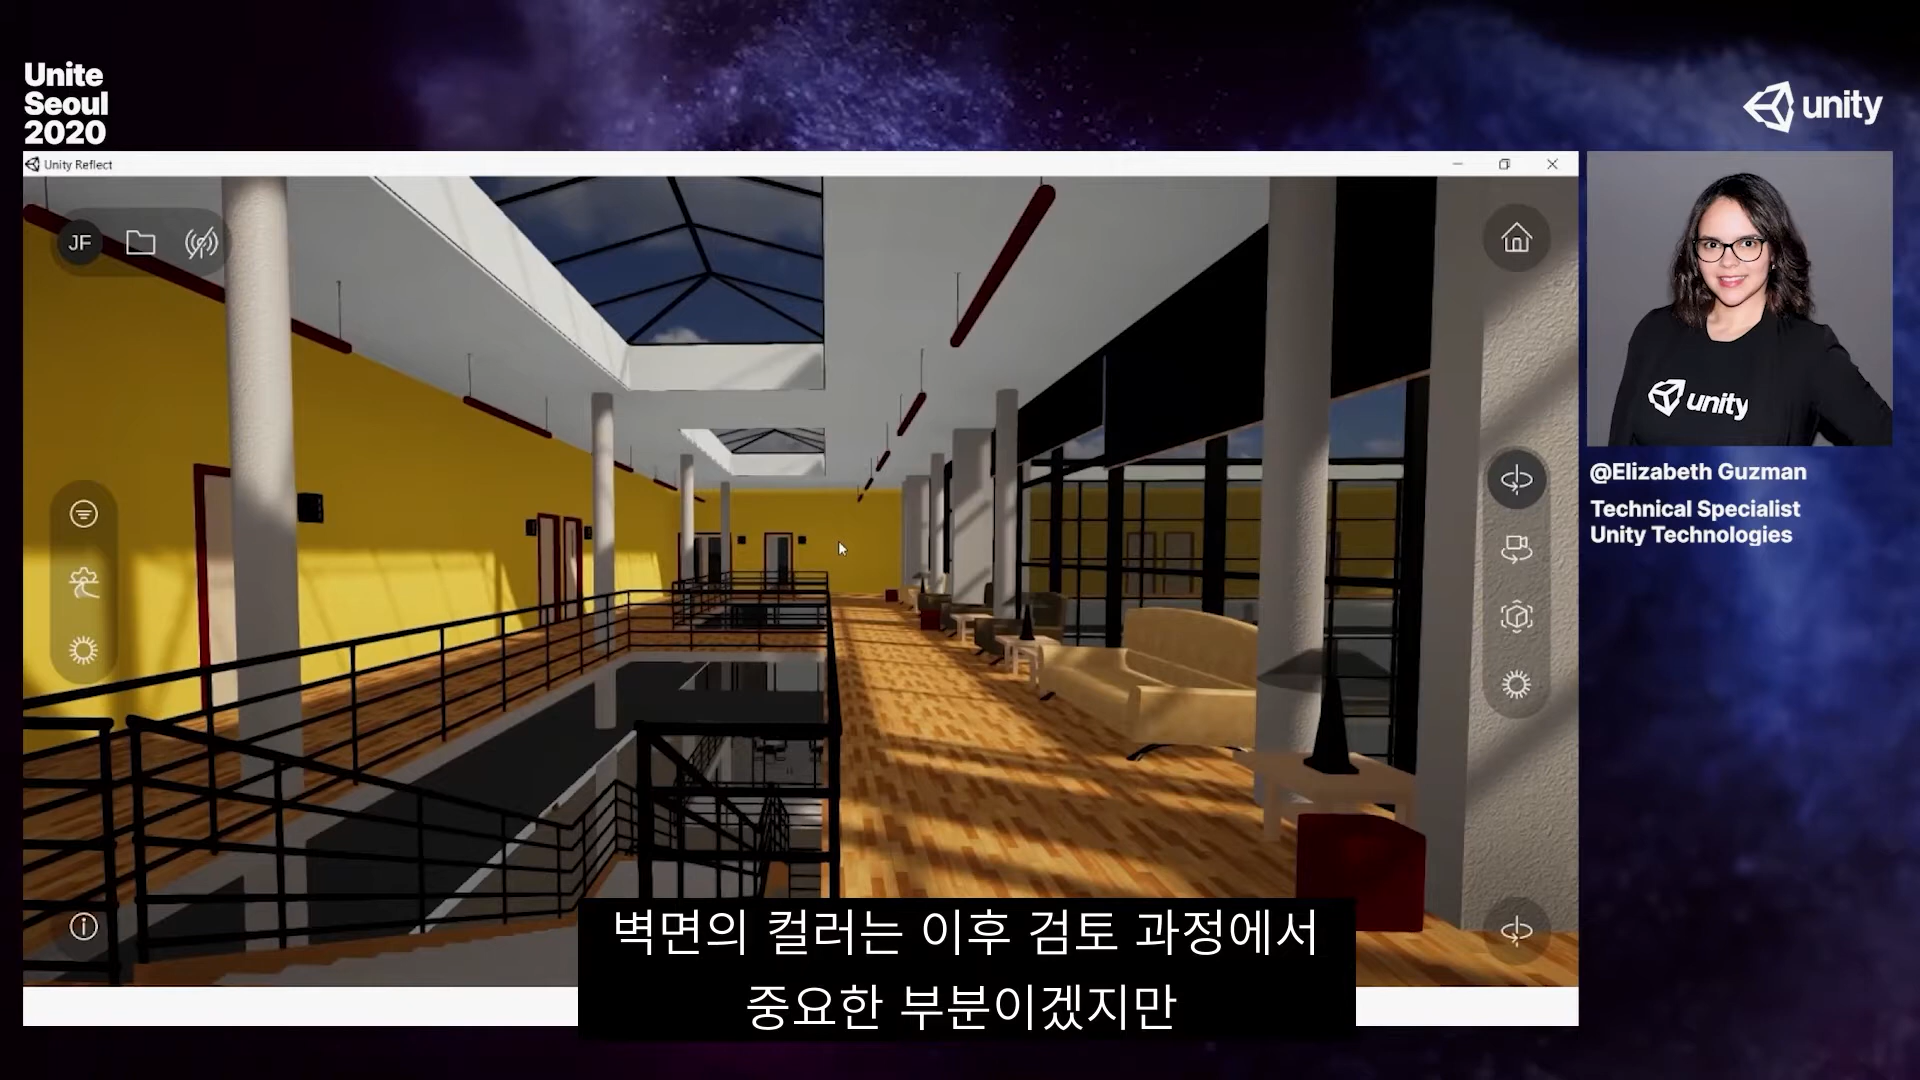 Unite
Seoul
2020
unity
Unity Reflect
JF
unity
@Elizabeth Guzman
Technical Specialist
Unity Technologies
벽면의 컬러는 이후 검토 과정에서
중요한 부분이겠지만